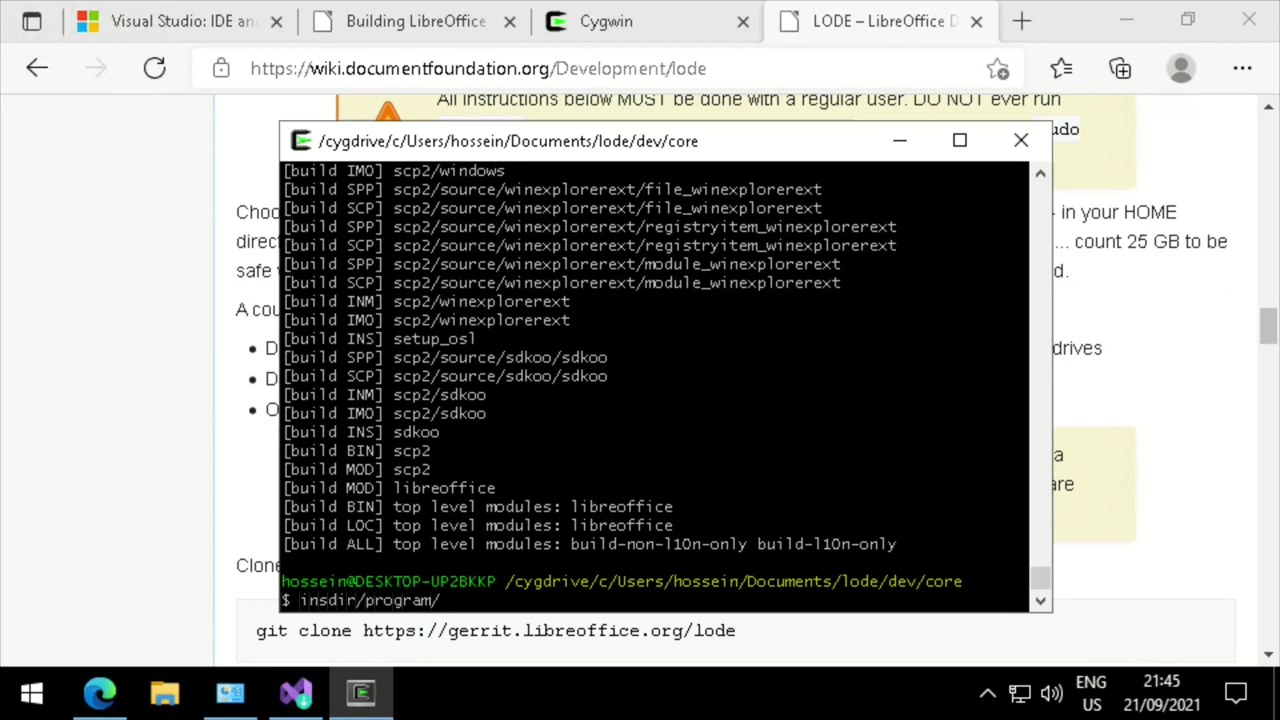 Visual Studio: IDE an
Building LibreOffice
Cygwin
LODE – LibreOffice D
https://wiki.documentfoundation.org/Development/lode
All instructions below MUST be done with a regular user. DO NOT ever run
udo
/cygdrive/c/Users/hossein/Documents/lode/dev/core
[build IMO] scp2/windows
[build SPP] scp2/source/winexplorerext/file_winexplorerext
[build SCP] scp2/source/winexplorerext/file_winexplorerext
[build SPP] scp2/source/winexplorerext/registryitem_winexplorerext
[build SCP] scp2/source/winexplorerext/registryitem_winexplorerext
[build SPP] scp2/source/winexplorerext/module_winexplorerext
[build SCP] scp2/source/winexplorerext/module_winexplorerext
[build INM] scp2/winexplorerext
[build IMO] scp2/winexplorerext
[build INS] setup_osl
[build SPP] scp2/source/sdkoo/sdkoo
[build SCP] scp2/source/sdkoo/sdkoo
[build INM] scp2/sdkoo
[build IMO] scp2/sdkoo
[build INS] sdkoo
[build BIN] scp2
[build MOD] scp2
[build MOD] libreoffice
[build BIN] top level modules: libreoffice
[build LOC] top level modules: libreoffice
[build ALL] top level modules: build-non-l10n-only build-l10n-only
hossein@DESKTOP-UP2BKKP /cygdrive/c/Users/hossein/Documents/lode/dev/core
$ insdir/program/
Choo
- in your HOME
direc
... count 25 GB to be
safe
d.
A cou
D
drives
D
O
a
are
Clone
git clone https://gerrit.libreoffice.org/lode
ENG
US
21:45
21/09/2021